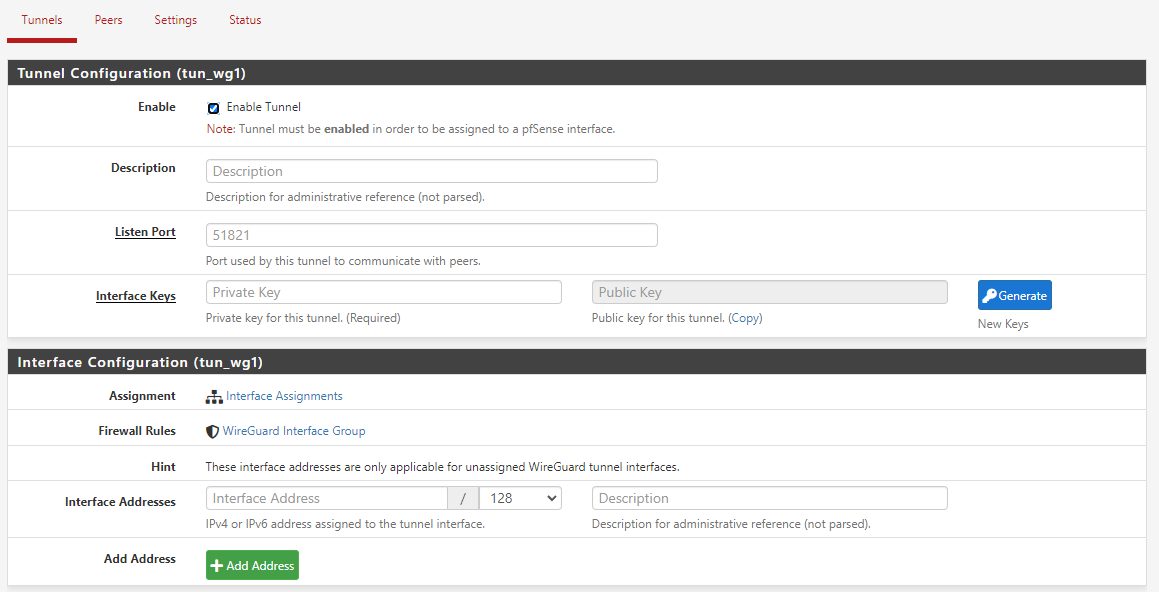 Tunnels Peers Settings Status
Tunnel Configuration (tun_wg1)
Enable Enable Tunnel
Note: Tunnel must be enabled in order to be assigned to a pfSense interface.
Description Description
Description for administrative reference (not parsed).
Listen Port 51821
Port used by this tunnel to communicate with peers.
Interface Keys Private Key Public Key Generate
Private key for this tunnel. (Required) Public key for this tunnel. (Copy) New Keys
Interface Configuration (tun_wg1)
Assignment Interface Assignments
Firewall Rules WireGuard Interface Group
Hint These interface addresses are only applicable for unassigned WireGuard tunnel interfaces.
Interface Addresses Interface Address / 128 Description
IPv4 or IPv6 address assigned to the tunnel interface. Description for administrative reference (not parsed).
Add Address Add Address